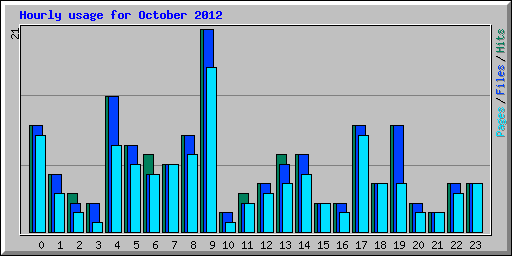 Hourly usage for October 2012
21
Pages / Files / Hits
0 1 2 3 4 5 6 7 8 9 10 11 12 13 14 15 16 17 18 19 20 21 22 23